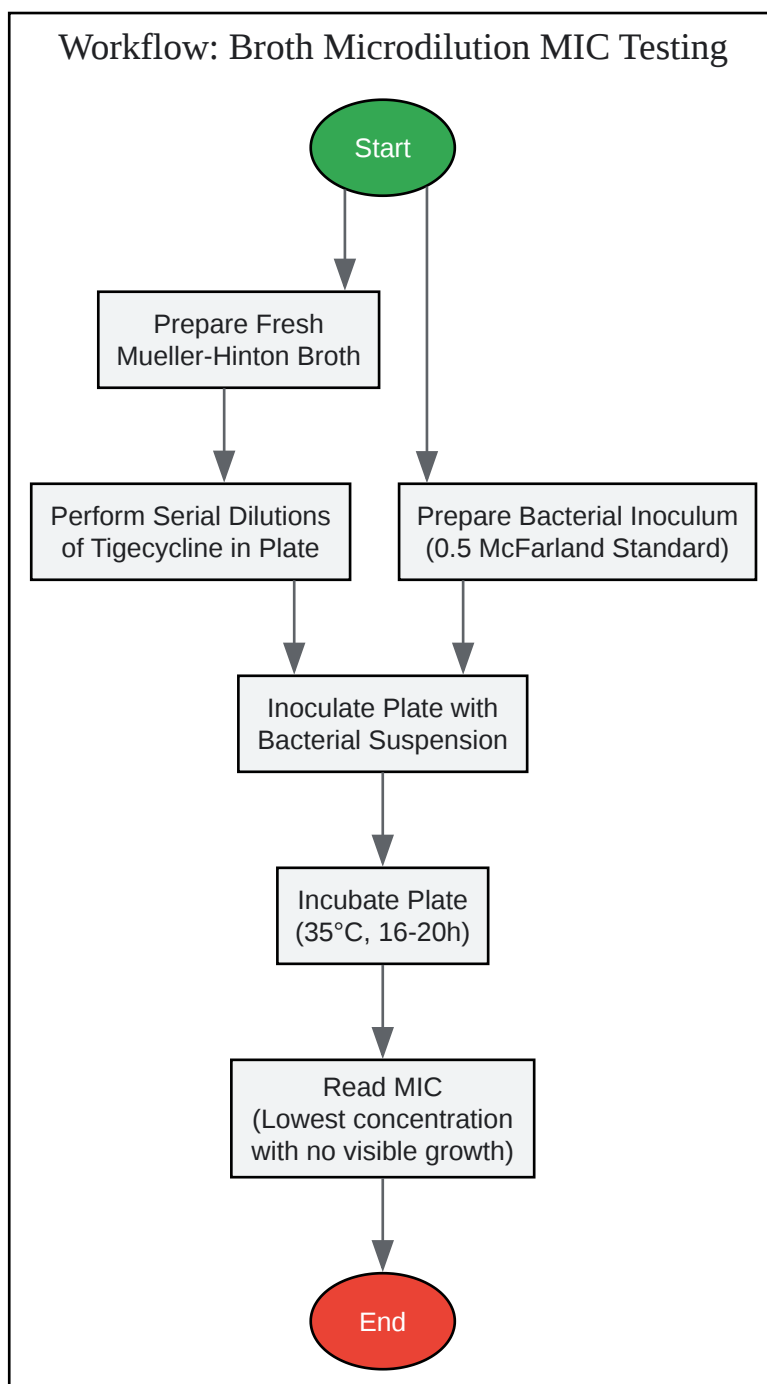 Workflow: Broth Microdilution MIC Testing
Start
Prepare Fresh
Mueller-Hinton Broth
Perform Serial Dilutions
of Tigecycline in Plate
Prepare Bacterial Inoculum
(0.5 McFarland Standard)
Inoculate Plate with
Bacterial Suspension
Incubate Plate
(35°C, 16-20h)
Read MIC
(Lowest concentration
with no visible growth)
End